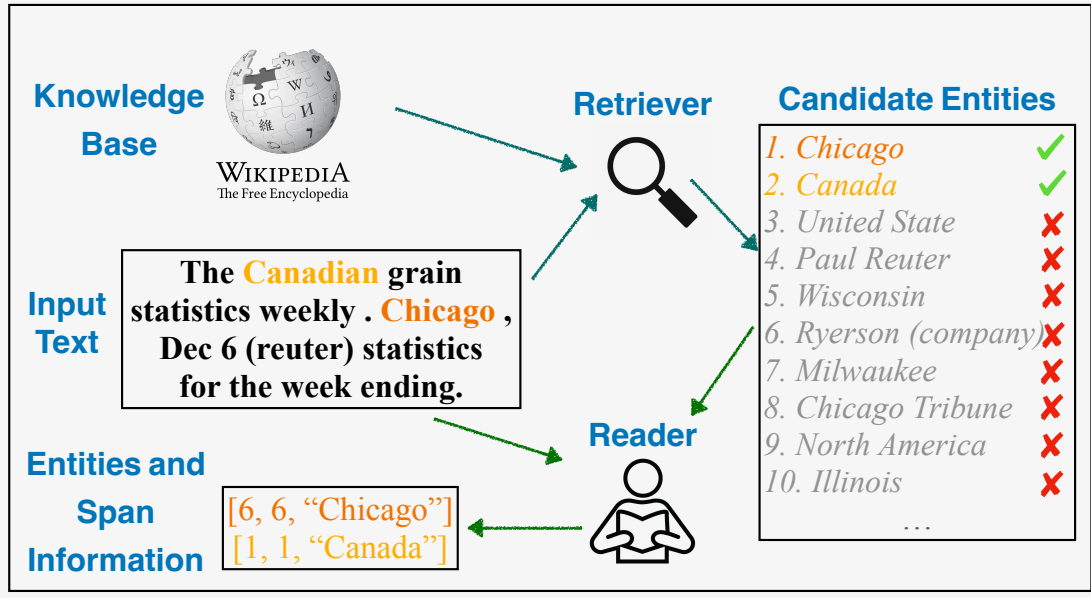 Knowledge
Base
WIKIPEDIA
The Free Encyclopedia
Retriever
Candidate Entities
1. Chicago
2. Canada
3. United State
4. Paul Reuter
5. Wisconsin
6. Ryerson (company)
7. Milwaukee
8. Chicago Tribune
9. North America
10. Illinois
...
Input
Text
The Canadian grain
statistics weekly . Chicago ,
Dec 6 (reuter) statistics
for the week ending.
Reader
Entities and
Span
Information
[6, 6, “Chicago”]
[1, 1, “Canada”]